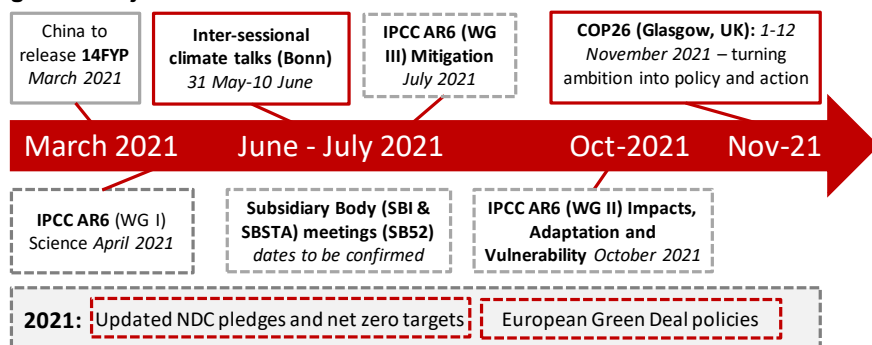 China to
release 14FYP
March 2021
Inter-sessional
climate talks (Bonn)
31 May-10 June
IPCC AR6 (WG
III) Mitigation
July 2021
COP26 (Glasgow, UK): 1-12
November 2021 – turning
ambition into policy and action
March 2021
June - July 2021
Oct-2021
Nov-21
IPCC AR6 (WG I)
Science April 2021
Subsidiary Body (SBI &
SBSTA) meetings (SB52)
dates to be confirmed
IPCC AR6 (WG II) Impacts,
Adaptation and
Vulnerability October 2021
2021:
Updated NDC pledges and net zero targets
European Green Deal policies